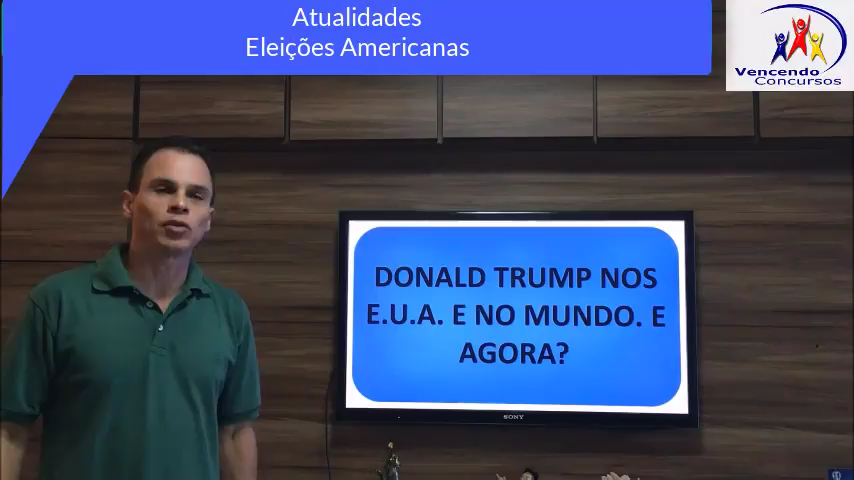 Atualidades
Eleições Americanas
Vencendo
Concursos
DONALD TRUMP NOS
E.U.A. E NO MUNDO. E
AGORA?
SONY